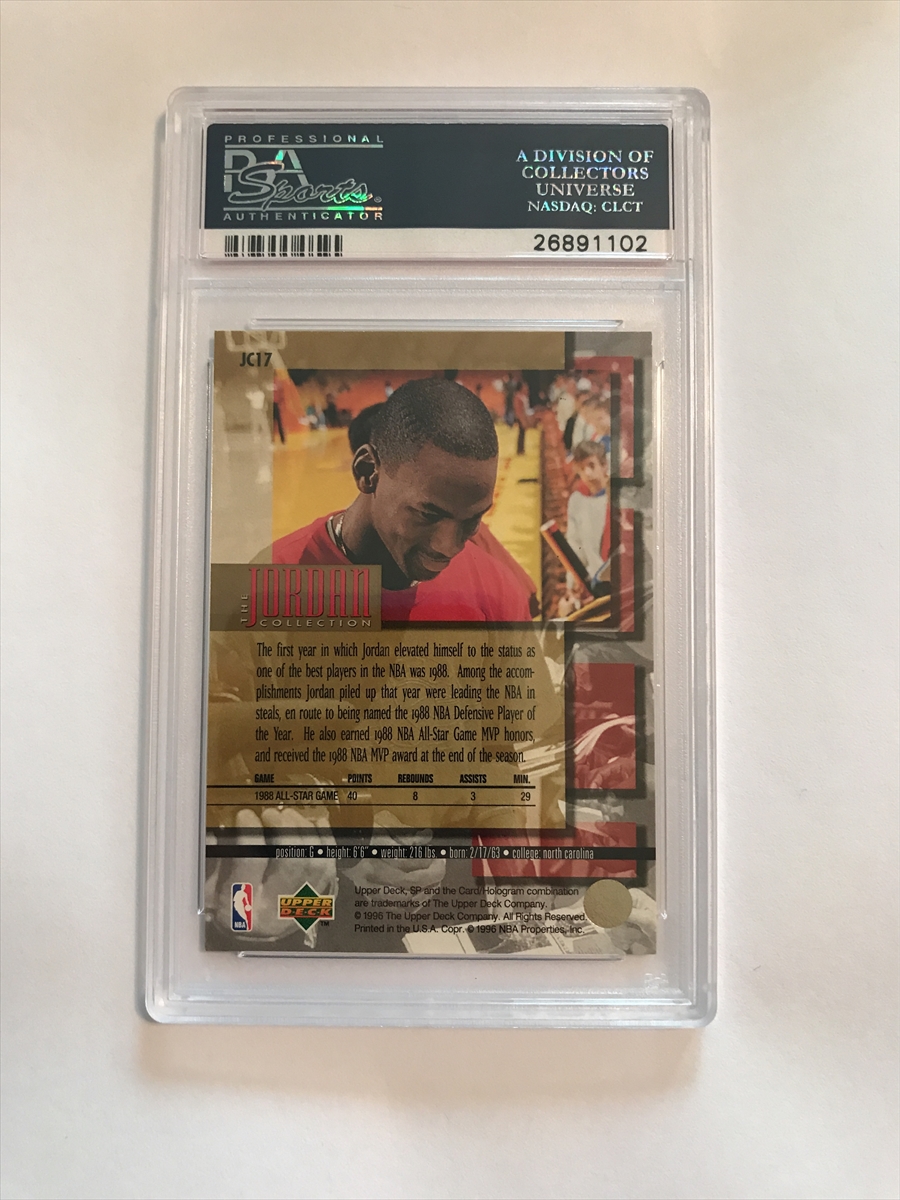 PROFESSIONAL
PSA
Sports®
AUTHENTICATOR
A DIVISION OF
COLLECTORS
UNIVERSE
NASDAQ: CLCT
26891102
JC17
THE
JORDAN
COLLECTION
The first year in which Jordan elevated himself to the status as
one of the best players in the NBA was 1988. Among the accom-
plishments Jordan piled up that year were leading the NBA in
steals, en route to being named the 1988 NBA Defensive Player of
the Year. He also earned 1988 NBA All-Star Game MVP honors,
and received the 1988 NBA MVP award at the end of the season.
GAME POINTS REBOUNDS ASSISTS MIN.
1988 ALL-STAR GAME 40 8 3 29
position: G • height: 6'6" • weight: 216 lbs. • born: 2/17/63 • college: north carolina
NBA
UPPER
DECK
TM
Upper Deck, SP and the Card/Hologram combination
are trademarks of The Upper Deck Company.
© 1996 The Upper Deck Company. All Rights Reserved.
Printed in the U.S.A. Copr. © 1996 NBA Properties, Inc.